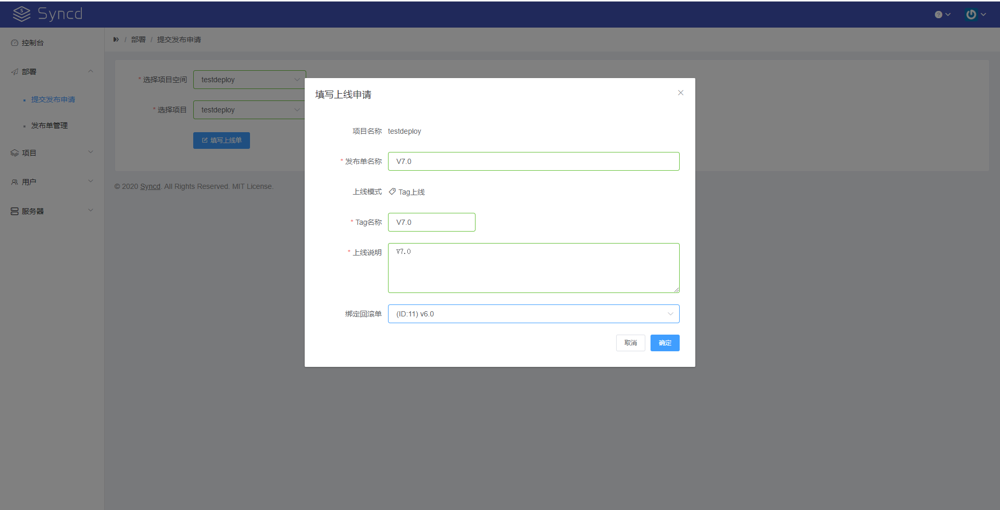 Syncd
控制台
部署
提交发布申请
发布单管理
项目
用户
服务器
/ 部署 / 提交发布申请
* 选择项目空间 testdeploy
* 选择项目 testdeploy
填写上线单
© 2020 Syncd. All Rights Reserved. MIT License.
填写上线申请
项目名称 testdeploy
* 发布单名称 V7.0
上线模式 Tag上线
* Tag名称 V7.0
* 上线说明 V7.0
绑定回滚单 (ID:11) v6.0
取消 确定